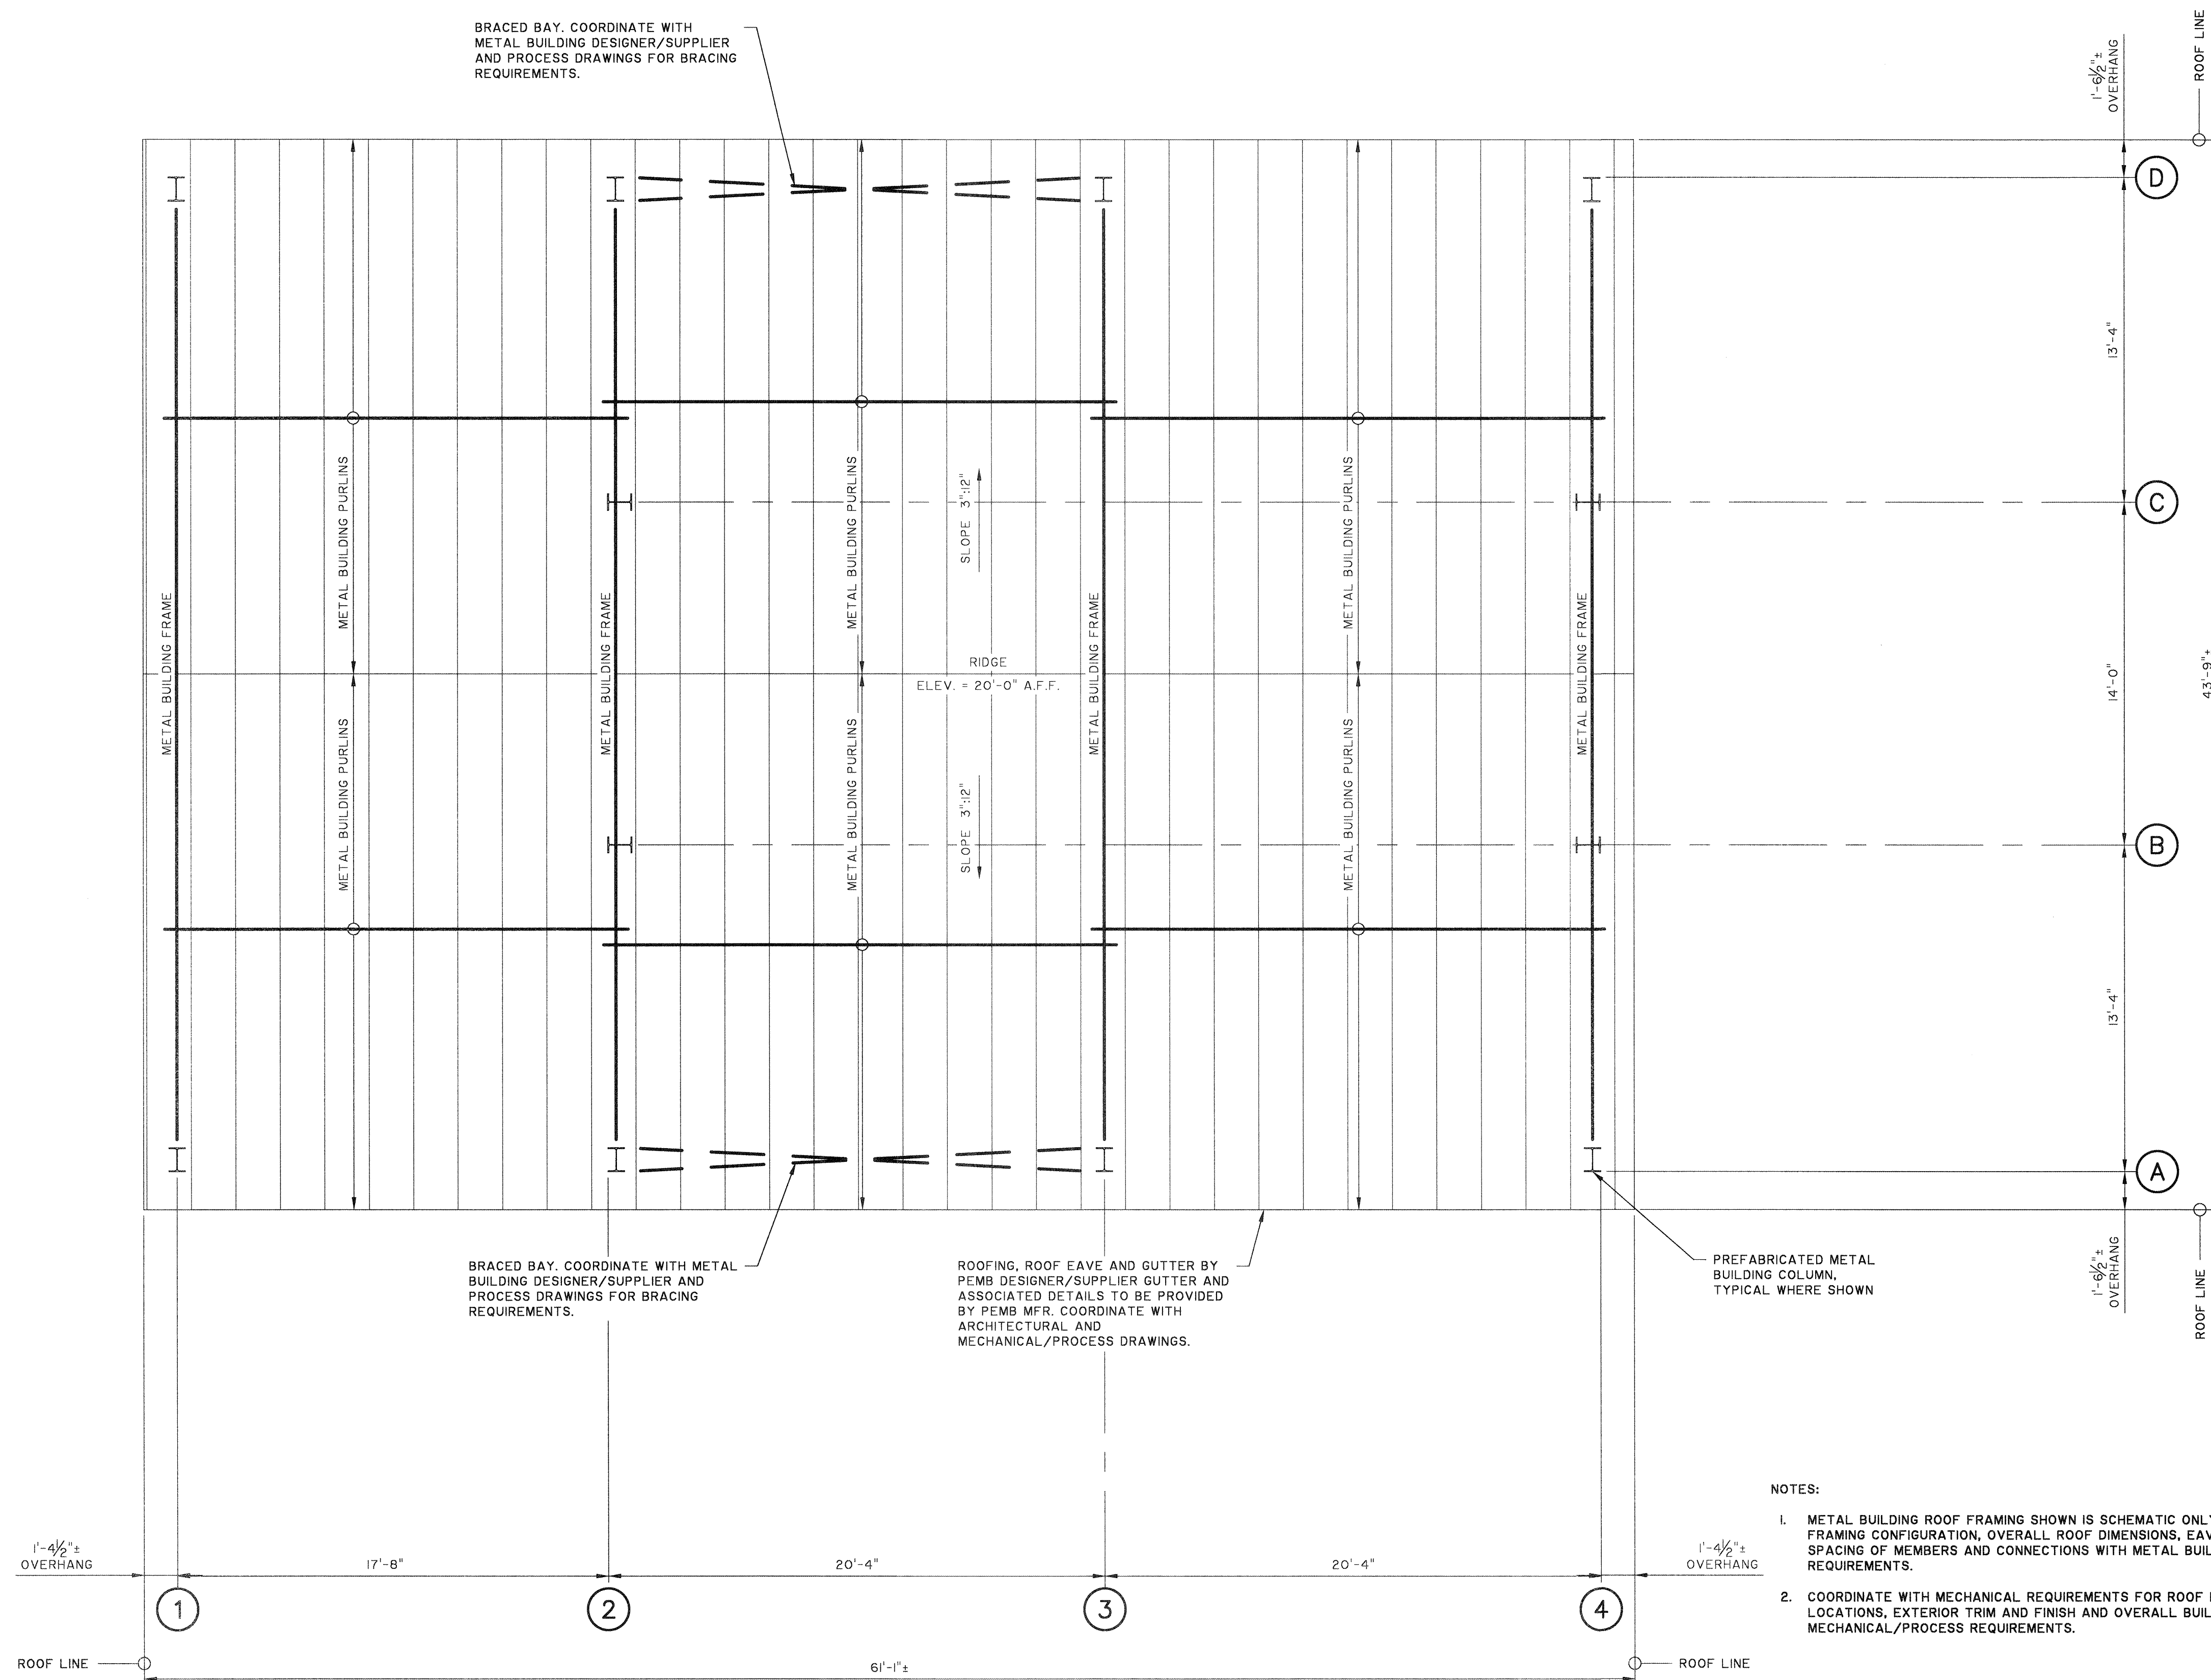 BRACED BAY. COORDINATE WITH
METAL BUILDING DESIGNER/SUPPLIER
AND PROCESS DRAWINGS FOR BRACING
REQUIREMENTS.
ROOF LINE
1'-6½"±
OVERHANG
D
13'-4"
C
14'-0"
43'-9"±
B
13'-4"
A
1'-6½"±
OVERHANG
ROOF LINE
METAL BUILDING FRAME
METAL BUILDING PURLINS
METAL BUILDING PURLINS
METAL BUILDING FRAME
METAL BUILDING PURLINS
METAL BUILDING PURLINS
SLOPE 3":12"
RIDGE
ELEV. = 20'-0" A.F.F.
SLOPE 3":12"
METAL BUILDING FRAME
METAL BUILDING PURLINS
METAL BUILDING PURLINS
METAL BUILDING FRAME
BRACED BAY. COORDINATE WITH METAL
BUILDING DESIGNER/SUPPLIER AND
PROCESS DRAWINGS FOR BRACING
REQUIREMENTS.
ROOFING, ROOF EAVE AND GUTTER BY
PEMB DESIGNER/SUPPLIER GUTTER AND
ASSOCIATED DETAILS TO BE PROVIDED
BY PEMB MFR. COORDINATE WITH
ARCHITECTURAL AND
MECHANICAL/PROCESS DRAWINGS.
PREFABRICATED METAL
BUILDING COLUMN,
TYPICAL WHERE SHOWN
NOTES:
1. METAL BUILDING ROOF FRAMING SHOWN IS SCHEMATIC ONLY
FRAMING CONFIGURATION, OVERALL ROOF DIMENSIONS,
SPACING OF MEMBERS AND CONNECTIONS WITH METAL
REQUIREMENTS.
2. COORDINATE WITH MECHANICAL REQUIREMENTS FOR ROOF
LOCATIONS, EXTERIOR TRIM AND FINISH AND OVERALL
MECHANICAL/PROCESS REQUIREMENTS.
1'-4½"±
OVERHANG
17'-8"
20'-4"
20'-4"
1'-4½"±
OVERHANG
1
2
3
4
ROOF LINE
61'-1"±
ROOF LINE